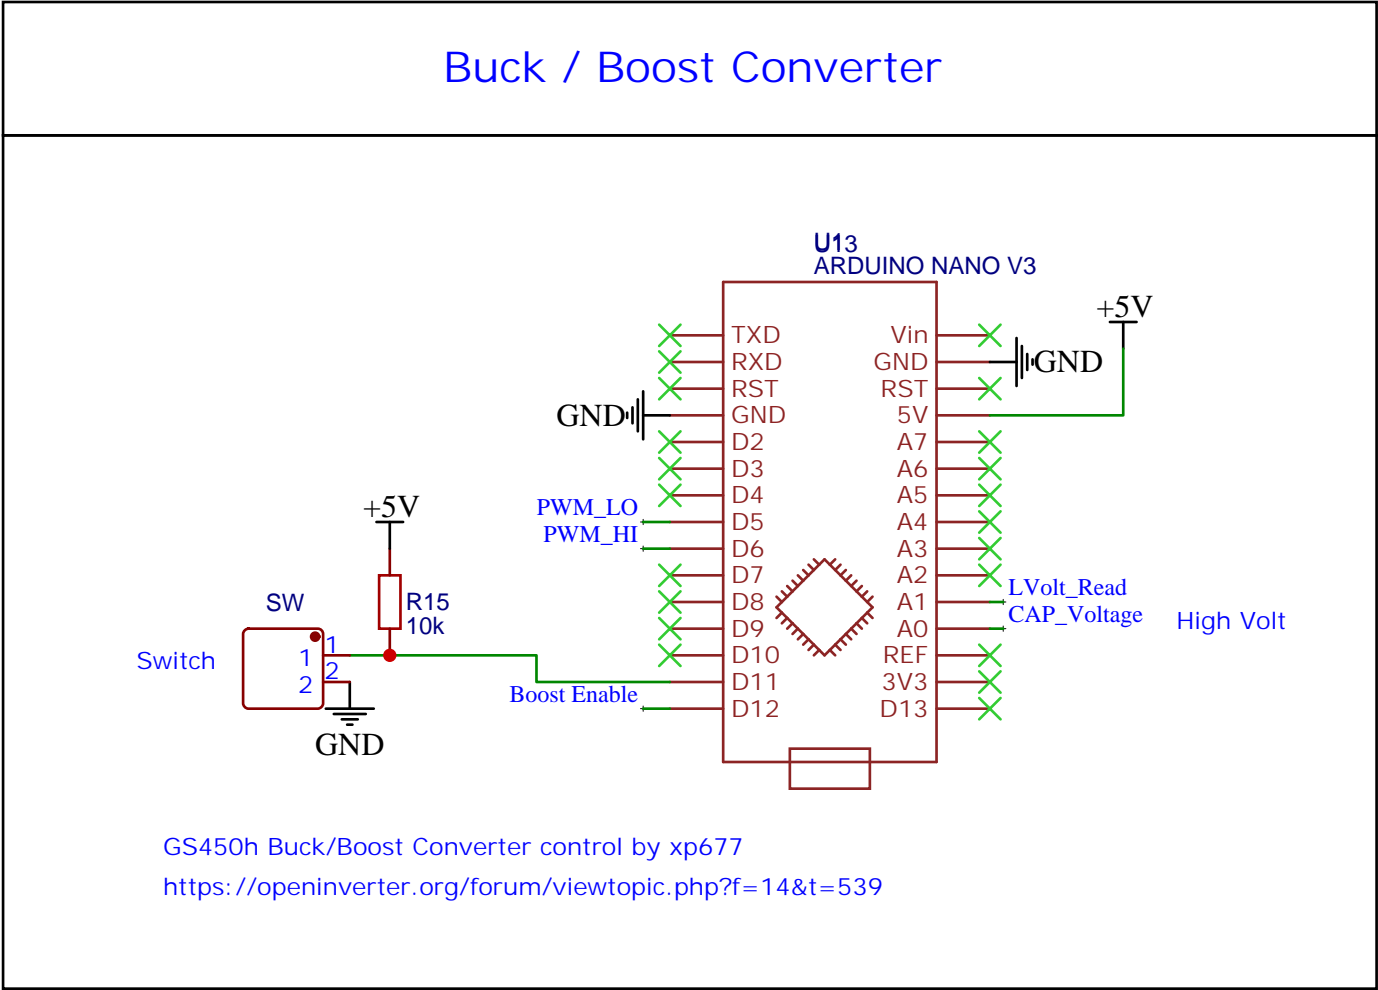 Buck / Boost Converter
U13
ARDUINO NANO V3
+5V
TXD
Vin
RXD
GND
GND
RST
RST
GND
GND
5V
D2
A7
D3
A6
D4
A5
PWM_LO
D5
A4
+5V
PWM_HI
D6
A3
D7
A2
LVolt_Read
SW
R15
D8
A1
CAP_Voltage
High Volt
10k
D9
A0
Switch
1
1
D10
REF
2
2
Boost Enable
D11
3V3
D12
D13
GND
GS450h Buck/Boost Converter control by xp677
https://openinverter.org/forum/viewtopic.php?f=14&t=539